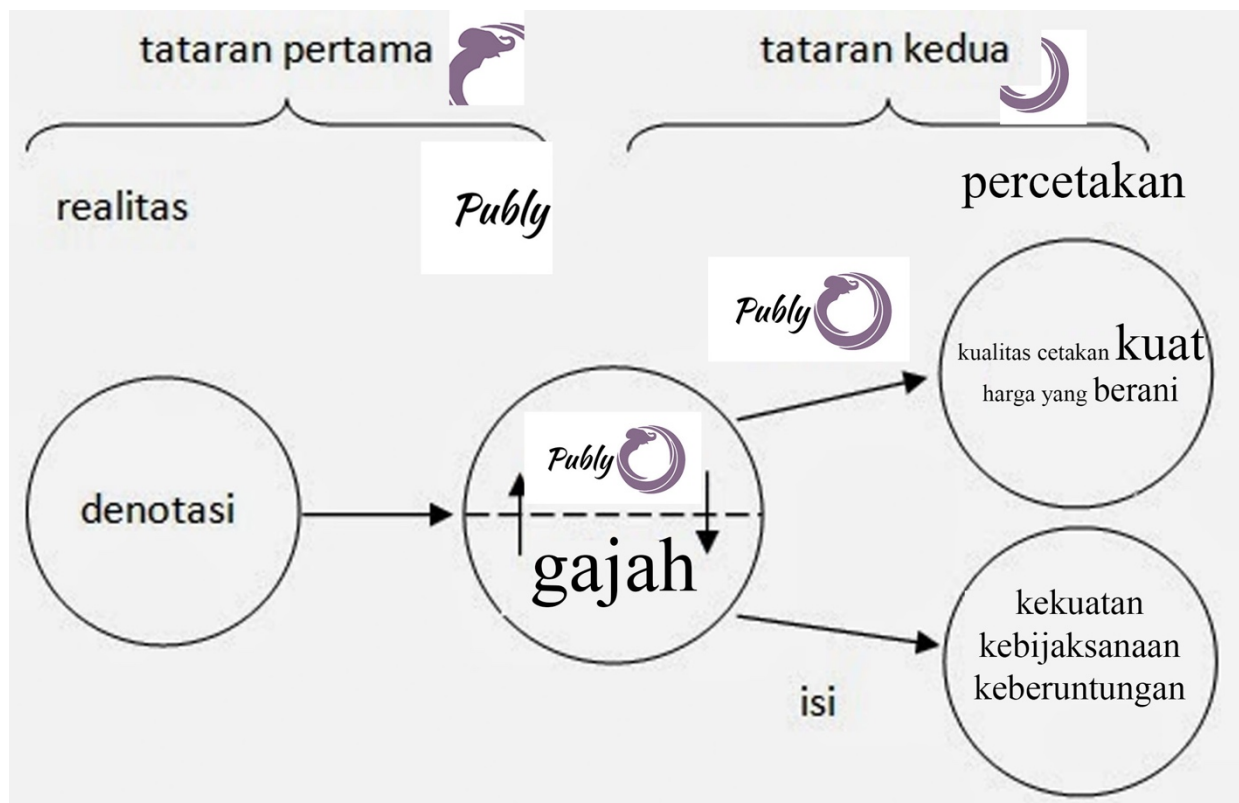 tataran pertama
tataran kedua
realitas
Publy
percetakan
Publy
kualitas cetakan kuat
harga yang berani
denotasi
Publy
gajah
kekuatan
kebijaksanaan
keberuntungan
isi